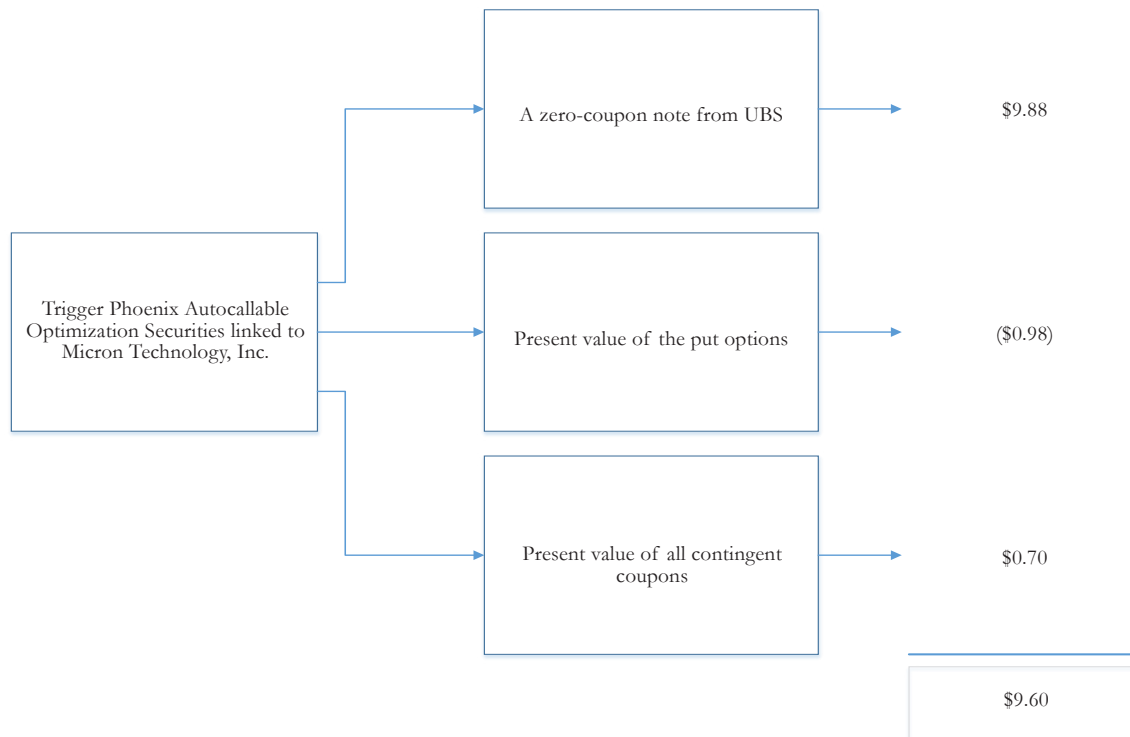 A zero-coupon note from UBS
$9.88
Trigger Phoenix Autocallable
Optimization Securities linked to
Micron Technology, Inc.
Present value of the put options
($0.98)
Present value of all contingent
coupons
$0.70
$9.60